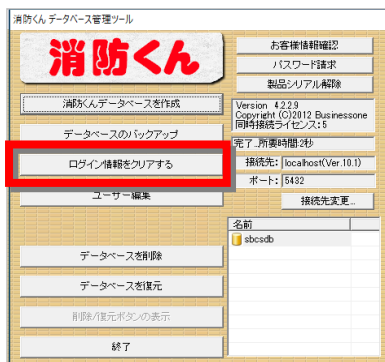 消防くん データベース管理ツール
消防くん
お客様情報確認
パスワード請求
製品シリアル解除
消防くんデータベースを作成
Version 4.2.2.9
Copyright (C)2012 Businessone
同時接続ライセンス:5
データベースのバックアップ
完了..所要時間:2秒
ログイン情報をクリアする
接続先: localhost(Ver.10.1)
ポート: 5432
ユーザー編集
接続先変更...
名前
sbcsdb
データベースを削除
データベースを復元
削除/復元ボタンの表示
終了